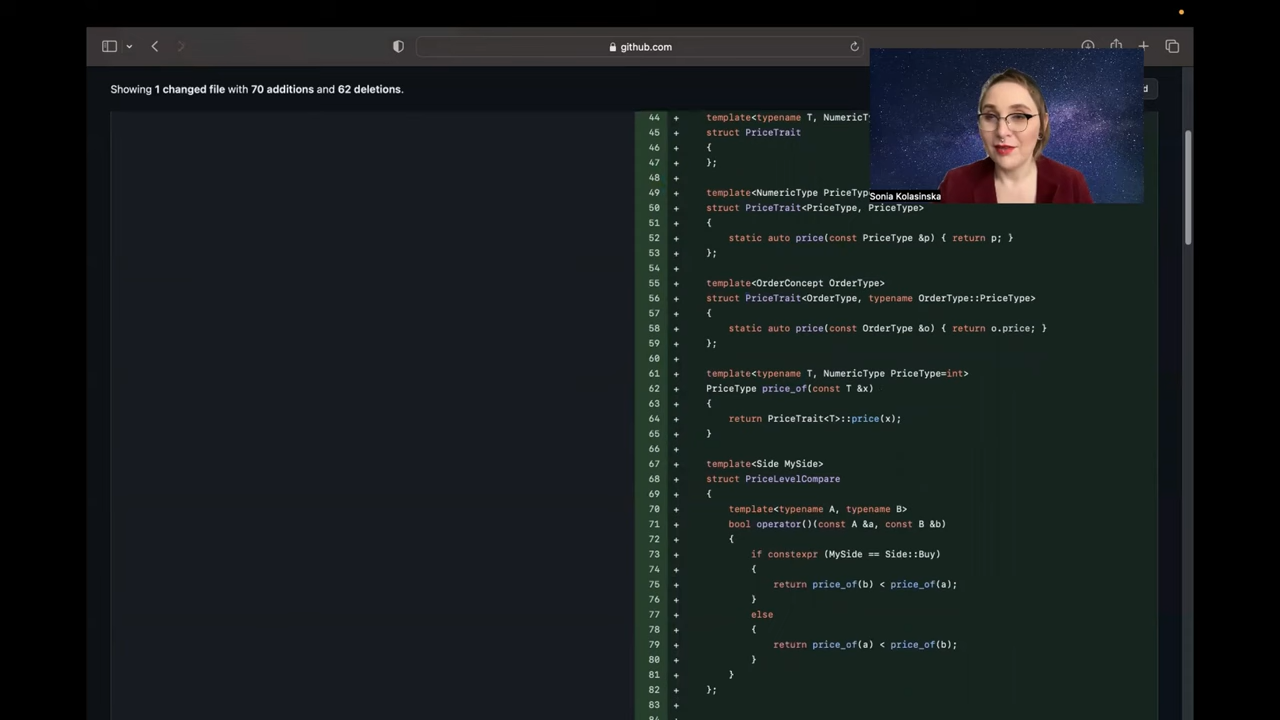 github.com
Showing 1 changed file with 70 additions and 62 deletions.
d
Sonia Kolasinska
44 + template<typename T, NumericTy
45 + struct PriceTrait
46 + {
47 + };
48 +
49 + template<NumericType PriceType
50 + struct PriceTrait<PriceType, PriceType>
51 + {
52 + static auto price(const PriceType &p) { return p; }
53 + };
54 +
55 + template<OrderConcept OrderType>
56 + struct PriceTrait<OrderType, typename OrderType::PriceType>
57 + {
58 + static auto price(const OrderType &o) { return o.price; }
59 + };
60 +
61 + template<typename T, NumericType PriceType=int>
62 + PriceType price_of(const T &x)
63 + {
64 + return PriceTrait<T>::price(x);
65 + }
66 +
67 + template<Side MySide>
68 + struct PriceLevelCompare
69 + {
70 + template<typename A, typename B>
71 + bool operator()(const A &a, const B &b)
72 + {
73 + if constexpr (MySide == Side::Buy)
74 + {
75 + return price_of(b) < price_of(a);
76 + }
77 + else
78 + {
79 + return price_of(a) < price_of(b);
80 + }
81 + }
82 + };
83 +